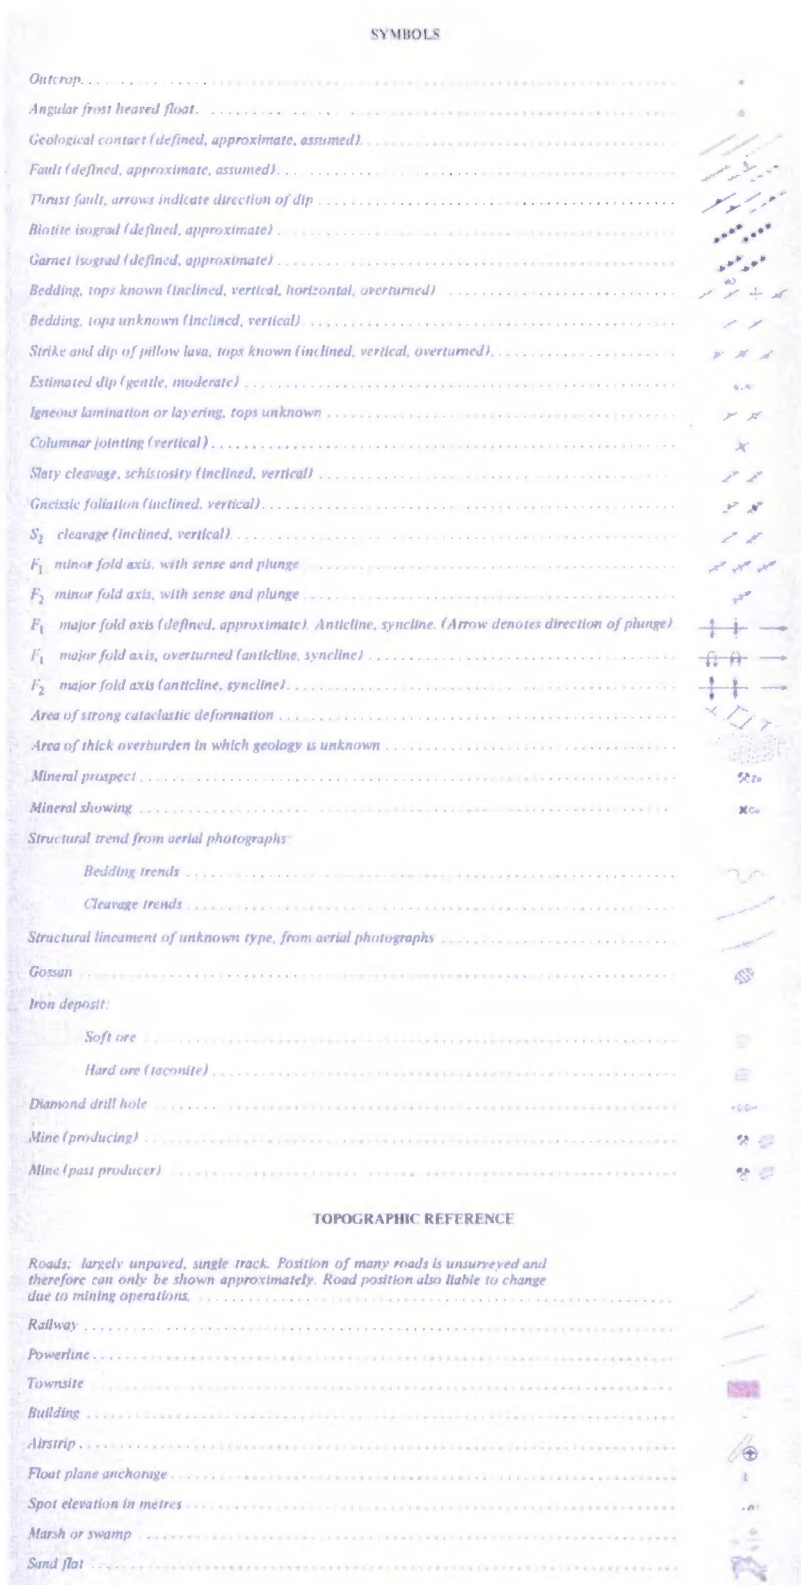 SYMBOLS
Outcrop
Angular frost heaved float
Geological contact (defined, approximate, assumed)
Fault (defined, approximate, assumed)
Thrust fault, arrows indicate direction of dip
Biotite isograd (defined, approximate)
Garnet isograd (defined, approximate)
Bedding, tops known (inclined, vertical, horizontal, overturned)
Bedding, tops unknown (inclined, vertical)
Strike and dip of pillow lava, tops known (inclined, vertical, overturned)
Estimated dip (gentle, moderate)
Igneous lamination or layering, tops unknown
Columnar jointing (vertical)
Slaty cleavage, schistosity (inclined, vertical)
Gneissic foliation (inclined, vertical)
S₂ cleavage (inclined, vertical)
F₁ minor fold axis, with sense and plunge
F₂ minor fold axis, with sense and plunge
F₁ major fold axis (defined, approximate). Anticline, syncline. (Arrow denotes direction of plunge)
F₁ major fold axis, overturned (anticline, syncline)
F₂ major fold axis (anticline, syncline)
Area of strong cataclastic deformation
Area of thick overburden in which geology is unknown
Mineral prospect
Mineral showing Cu
Structural trend from aerial photographs:
Bedding trends
Cleavage trends
Structural lineament of unknown type, from aerial photographs
Gossan
Iron deposit:
Soft ore
Hard ore (taconite)
Diamond drill hole
Mine (producing)
Mine (past producer)
TOPOGRAPHIC REFERENCE
Roads: largely unpaved, single track. Position of many roads is unsurveyed and
therefore can only be shown approximately. Road position also liable to change
due to mining operations.
Railway
Powerline
Townsite
Building
Airstrip
Float plane anchorage
Spot elevation in metres
Marsh or swamp
Sand flat